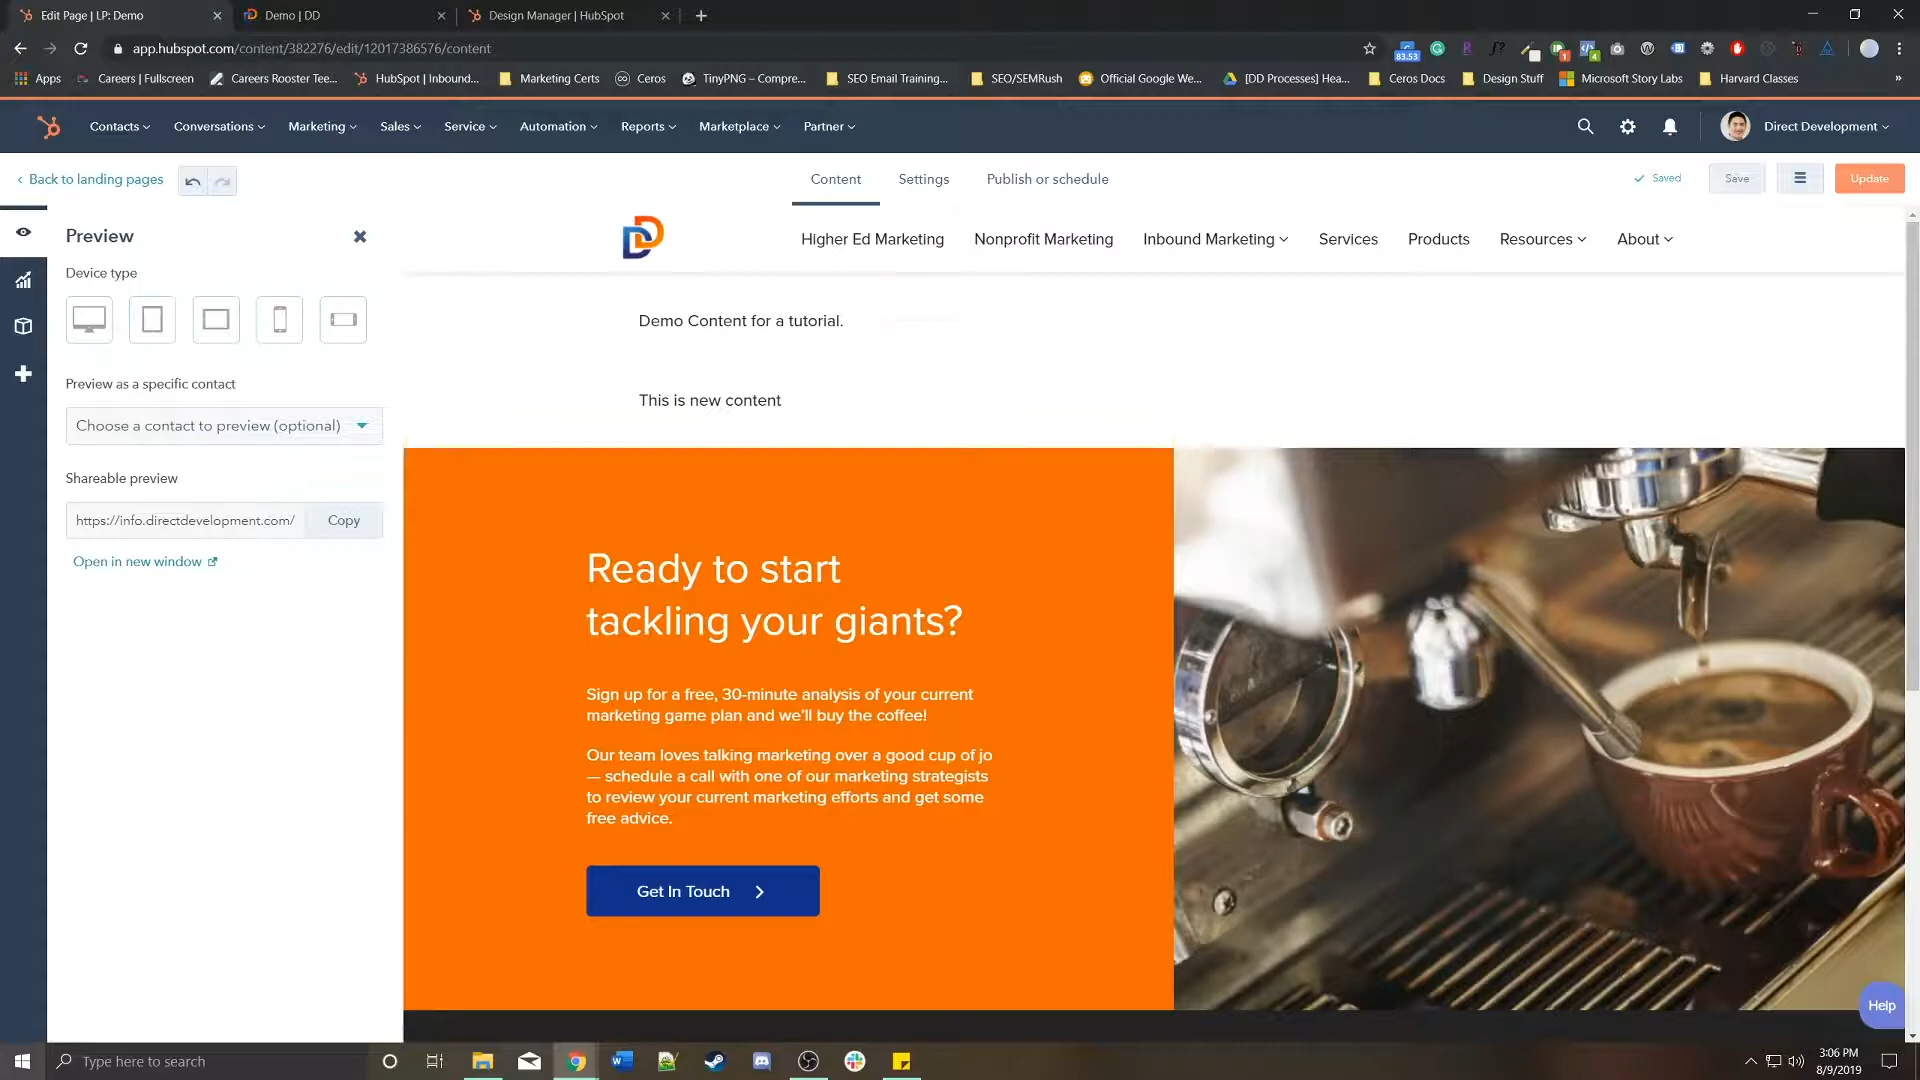 Edit Page | LP: Demo
Demo | DD
Design Manager | HubSpot
app.hubspot.com/content/382276/edit/12017386576/content
83.53
1
4
Apps
Careers | Fullscreen
Careers Rooster Tee...
HubSpot | Inbound...
Marketing Certs
Ceros
TinyPNG – Compre...
SEO Email Training...
SEO/SEMRush
Official Google We...
[DD Processes] Hea...
Ceros Docs
Design Stuff
Microsoft Story Labs
Harvard Classes
»
Contacts
Conversations
Marketing
Sales
Service
Automation
Reports
Marketplace
Partner
Direct Development
Back to landing pages
Content
Settings
Publish or schedule
Saved
Save
Update
Preview
Device type
Preview as a specific contact
Choose a contact to preview (optional)
Shareable preview
https://info.directdevelopment.com/
Copy
Open in new window
Higher Ed Marketing
Nonprofit Marketing
Inbound Marketing
Services
Products
Resources
About
Demo Content for a tutorial.
This is new content
Ready to start
tackling your giants?
Sign up for a free, 30-minute analysis of your current
marketing game plan and we'll buy the coffee!
Our team loves talking marketing over a good cup of jo
— schedule a call with one of our marketing strategists
to review your current marketing efforts and get some
free advice.
Get In Touch
Help
Type here to search
3:06 PM
8/9/2019